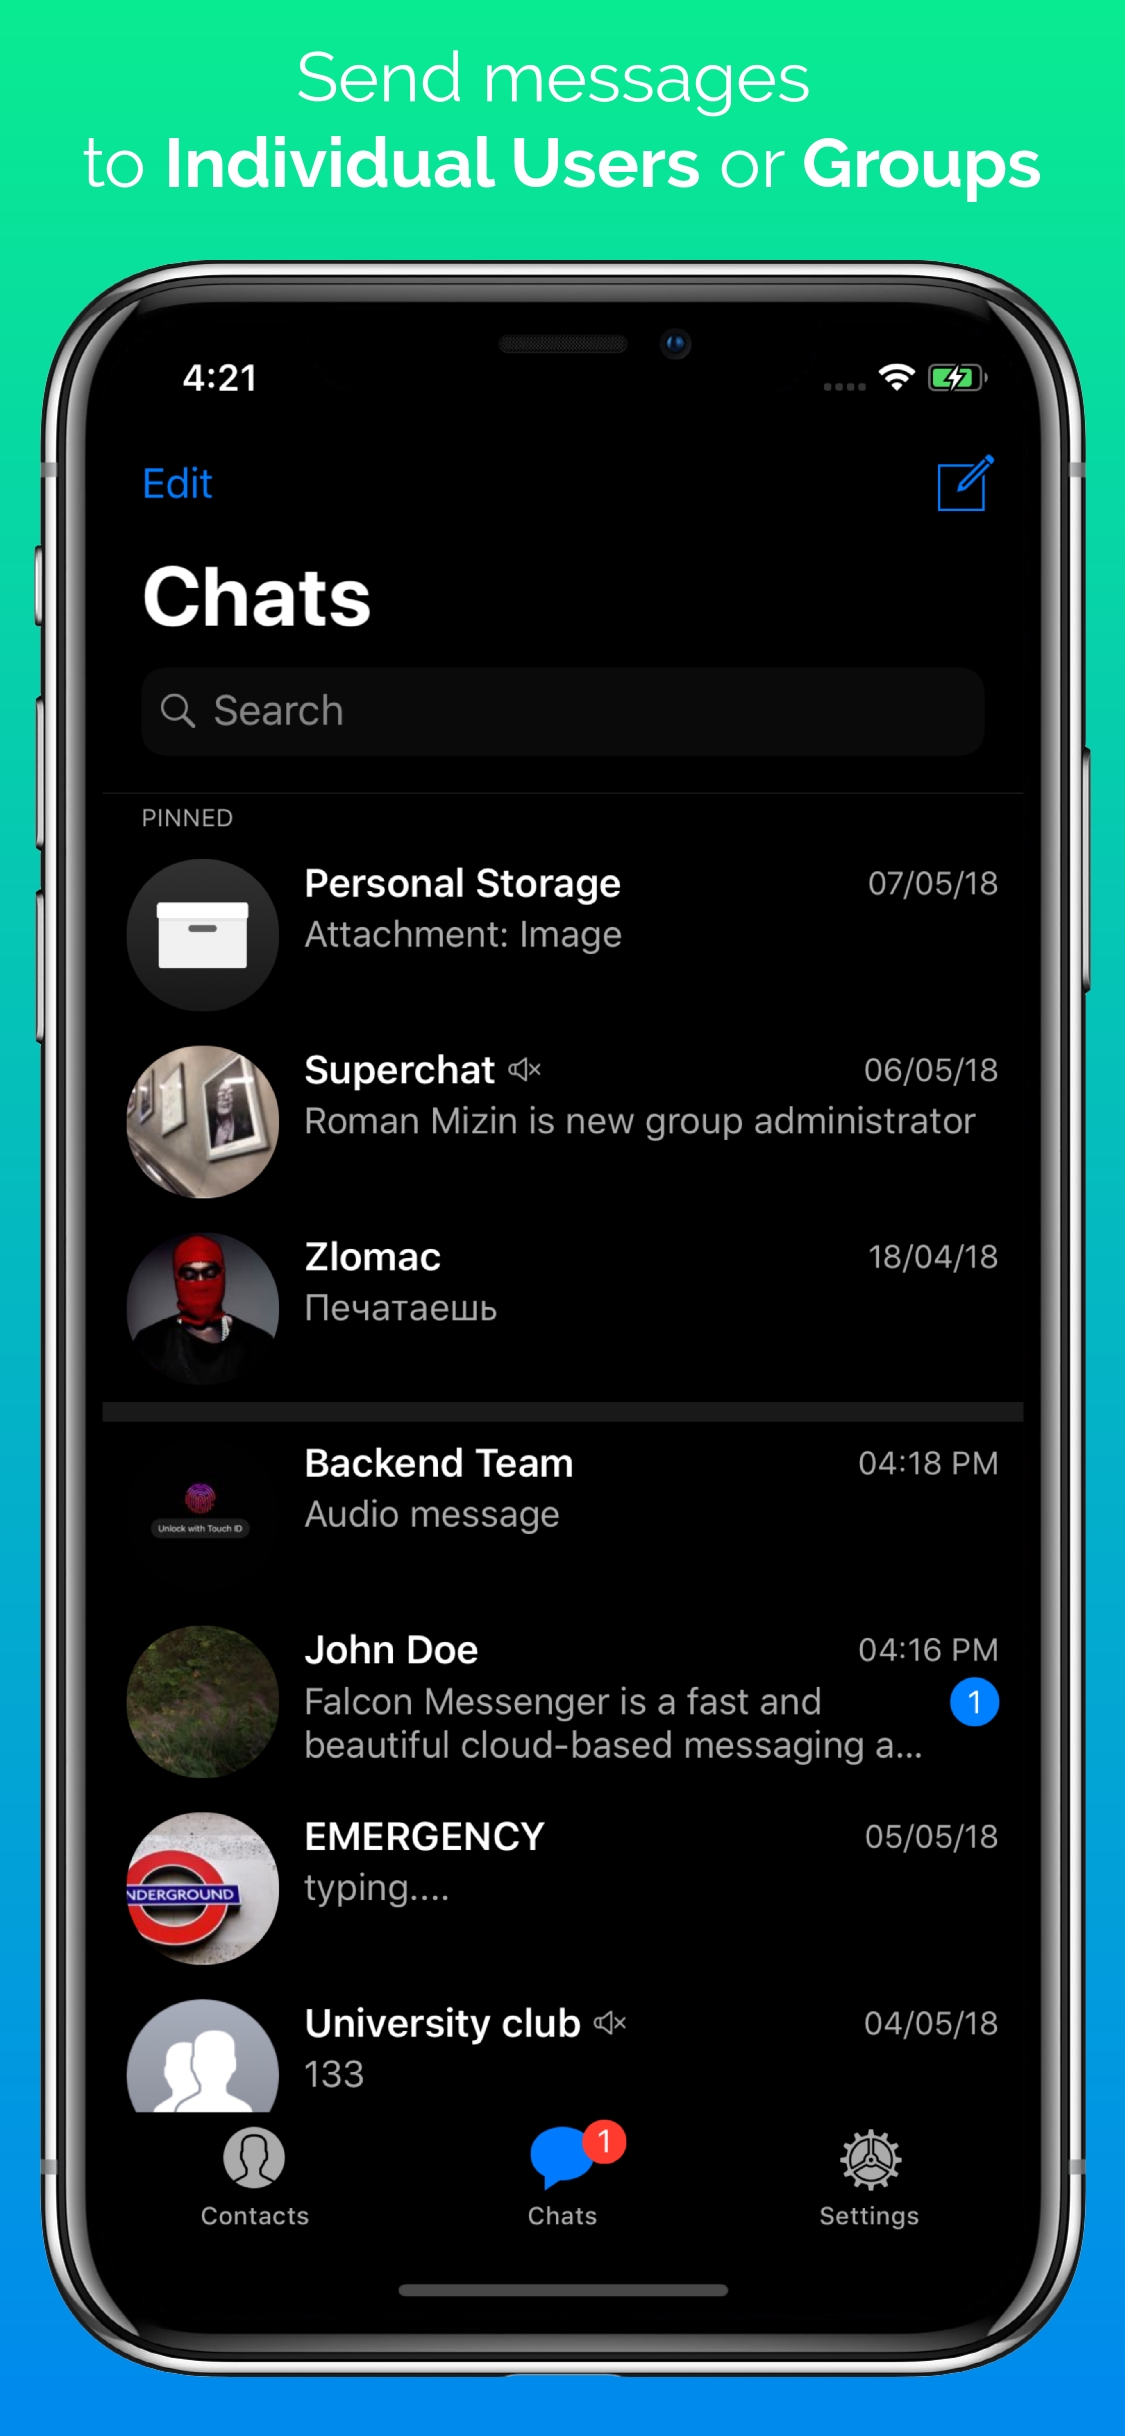 Send messages
to Individual Users or Groups
4:21
Edit
Chats
Search
PINNED
Personal Storage 07/05/18
Attachment: Image
Superchat 06/05/18
Roman Mizin is new group administrator
Zlomac 18/04/18
Печатаешь
Backend Team 04:18 PM
Unlock with Touch ID
Audio message
John Doe 04:16 PM
Falcon Messenger is a fast and 1
beautiful cloud-based messaging a...
EMERGENCY 05/05/18
NDERGROUND
typing....
University club 04/05/18
133
1
Contacts Chats Settings